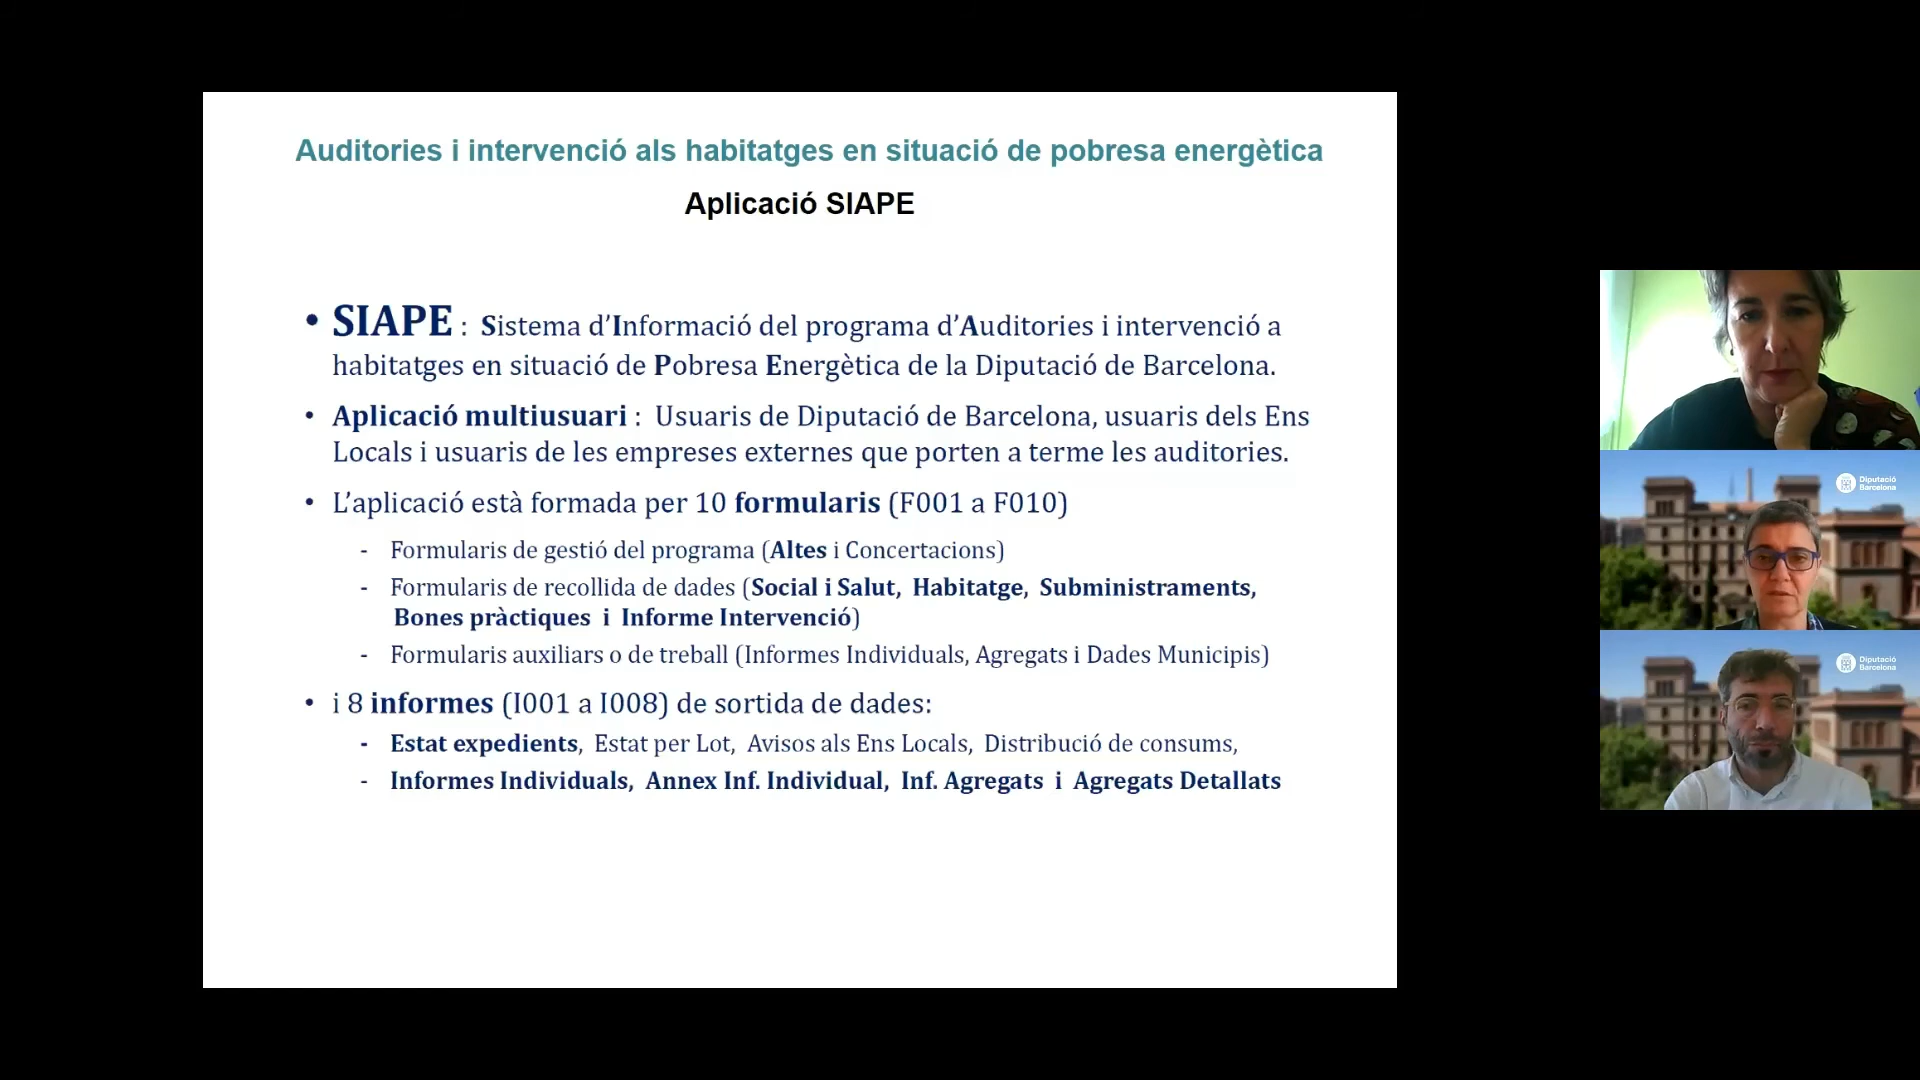 Auditories i intervenció als habitatges en situació de pobresa energètica
Aplicació SIAPE
• SIAPE : Sistema d’Informació del programa d’Auditories i intervenció a
habitatges en situació de Pobresa Energètica de la Diputació de Barcelona.
• Aplicació multiusuari : Usuaris de Diputació de Barcelona, usuaris dels Ens
Locals i usuaris de les empreses externes que porten a terme les auditories.
• L’aplicació està formada per 10 formularis (F001 a F010)
- Formularis de gestió del programa (Altes i Concertacions)
- Formularis de recollida de dades (Social i Salut, Habitatge, Subministraments,
Bones pràctiques i Informe Intervenció)
- Formularis auxiliars o de treball (Informes Individuals, Agregats i Dades Municipis)
• i 8 informes (I001 a I008) de sortida de dades:
- Estat expedients, Estat per Lot, Avisos als Ens Locals, Distribució de consums,
- Informes Individuals, Annex Inf. Individual, Inf. Agregats i Agregats Detallats
Diputació
Barcelona
Diputació
Barcelona